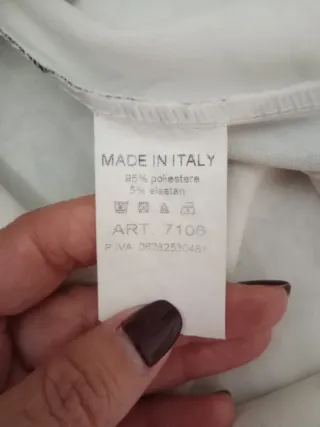 MADE IN ITALY
95% poliestere
5% elastan
ART. 7106
P.IVA